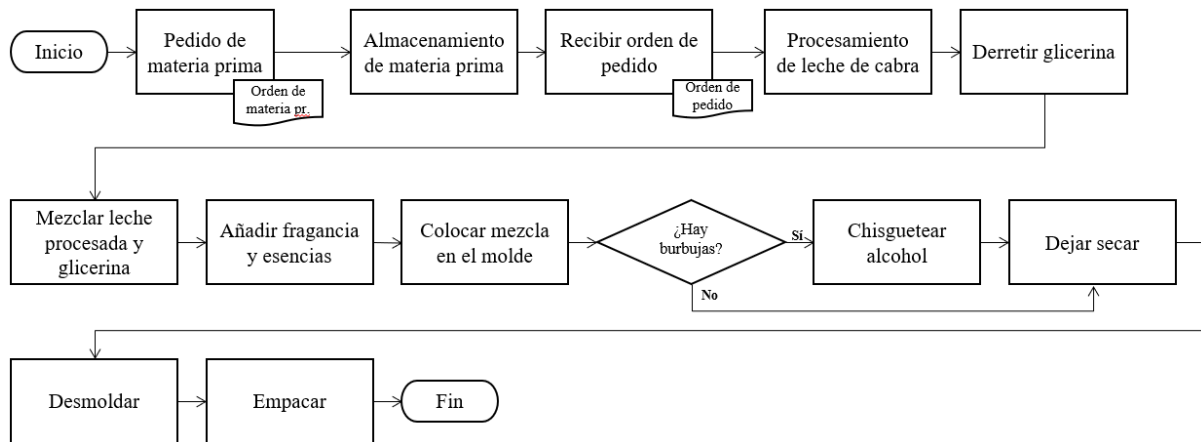 Inicio
Pedido de
materia prima
Orden de
materia pr.
Almacenamiento
de materia prima
Recibir orden de
pedido
Orden de
pedido
Procesamiento
de leche de cabra
Derretir glicerina
Mezclar leche
procesada y
glicerina
Añadir fragancia
y esencias
Colocar mezcla
en el molde
¿Hay
burbujas?
Sí
No
Chisguetear
alcohol
Dejar secar
Desmoldar
Empacar
Fin